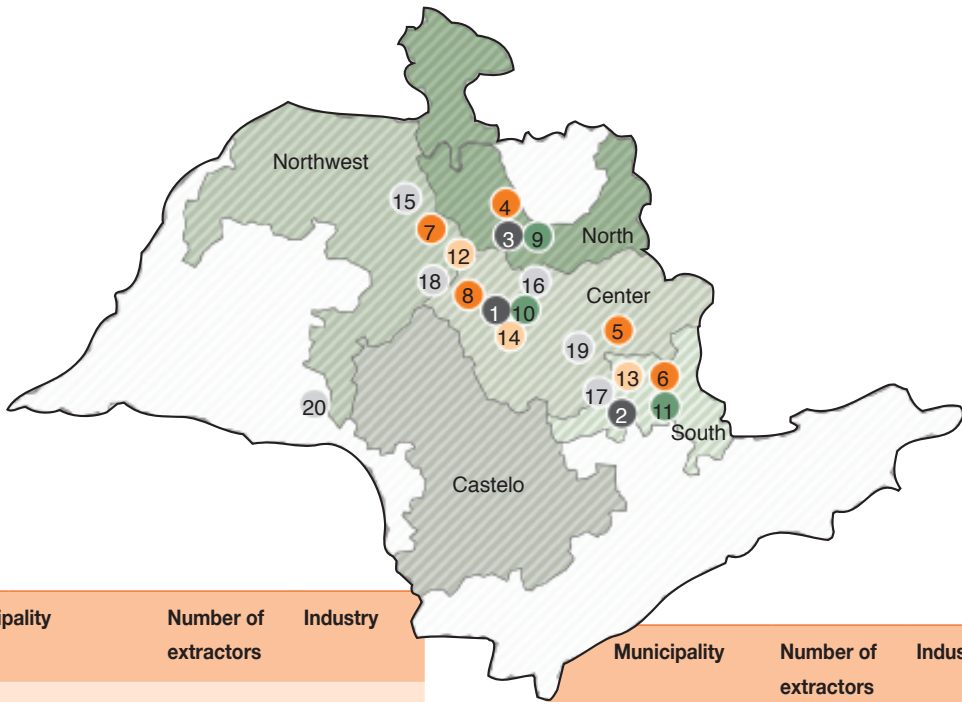 Northwest
15
4
7
3
9
North
12
18
16
8
Center
1
10
5
14
19
13
6
17
20
2
11
South
Castelo
ipality
Number of
extractors
Industry
Municipality
Number of
extractors
Indus